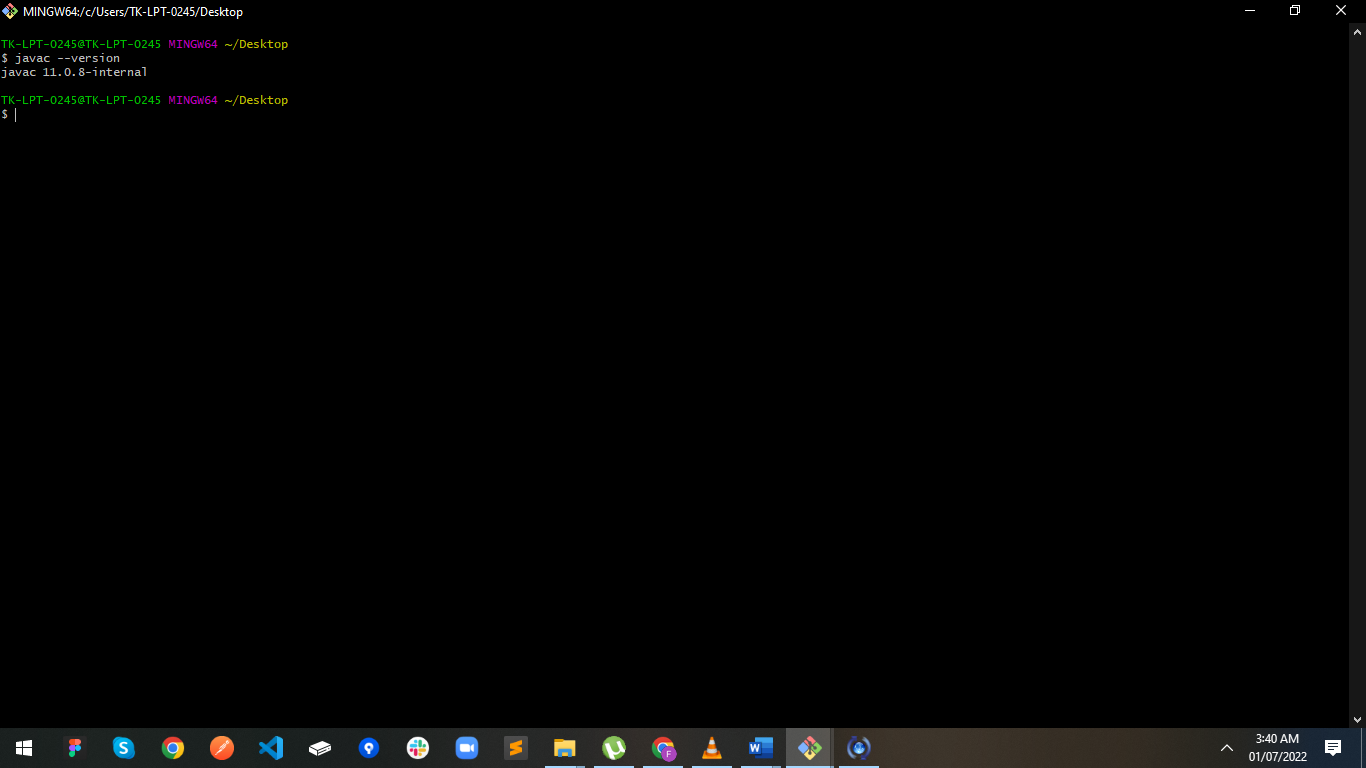 MINGW64:/c/Users/TK-LPT-0245/Desktop
TK-LPT-0245@TK-LPT-0245 MINGW64 ~/Desktop
$ javac --version
javac 11.0.8-internal
TK-LPT-0245@TK-LPT-0245 MINGW64 ~/Desktop
$
3:40 AM
01/07/2022